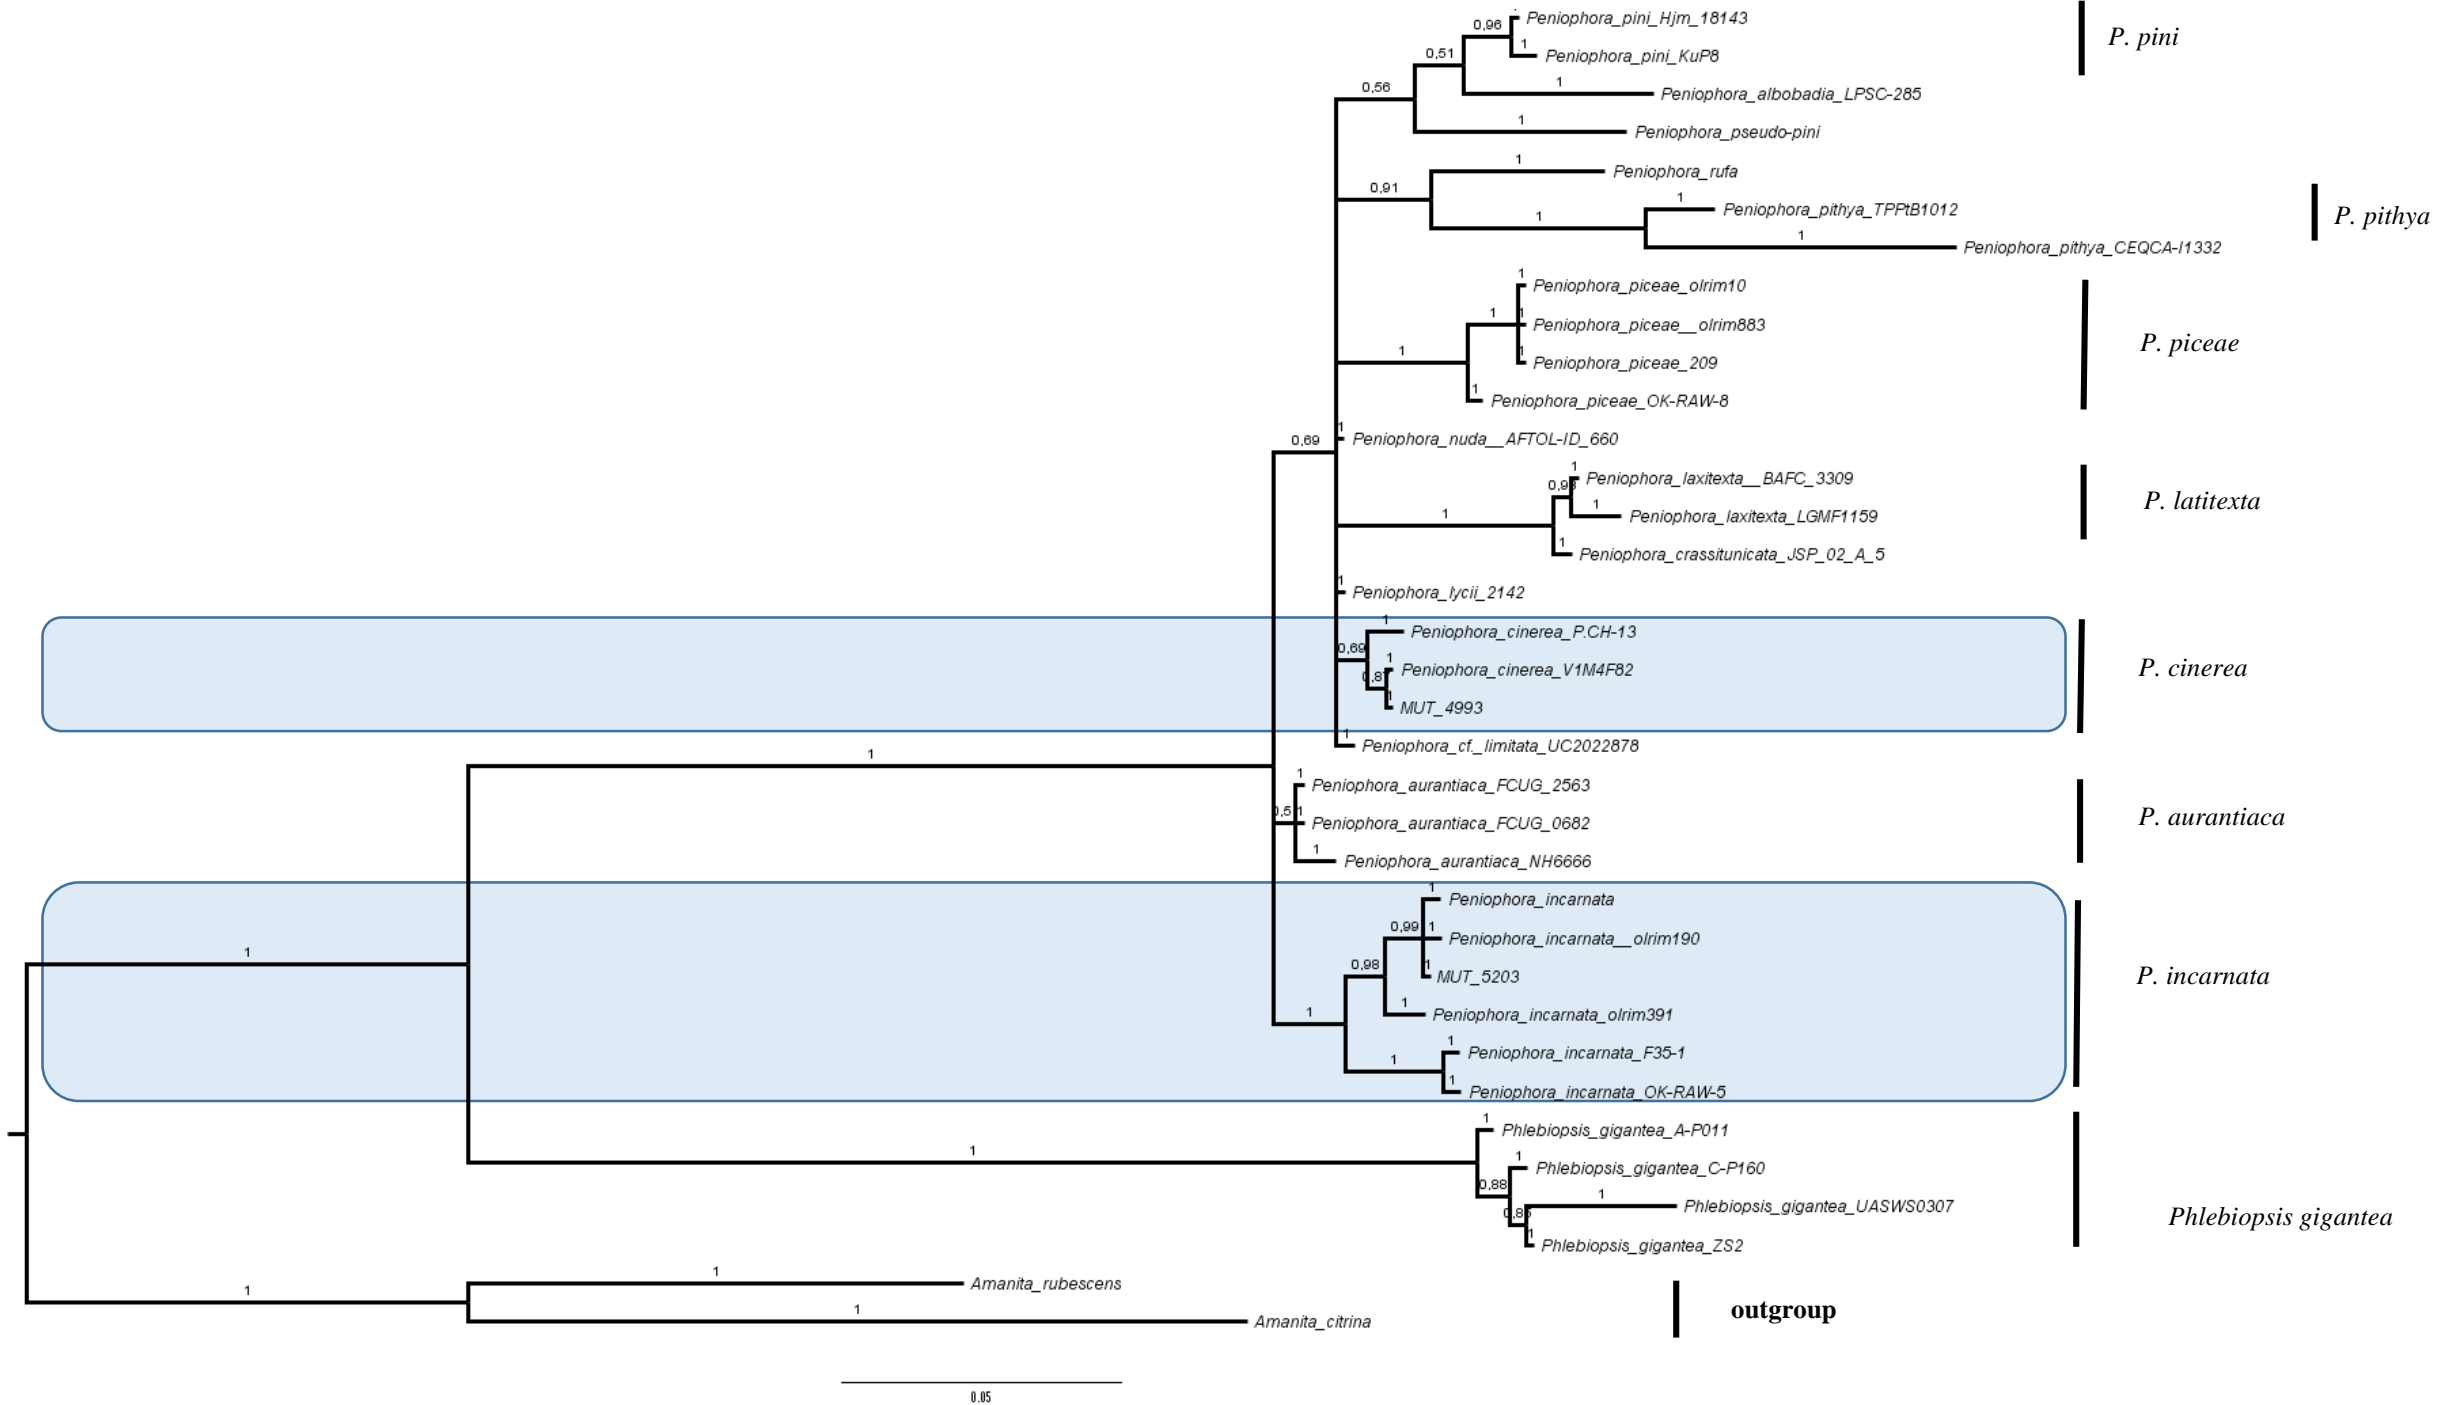 Peniophora_pini_Hjm_18143
0,96
P. pini
1
Peniophora_pini_KuP8
0,51
1
Peniophora_albobadia_LPSC-285
0,56
1
Peniophora_pseudo-pini
1
Peniophora_rufa
0,91
1
Peniophora_pithya_TPPtB1012
P. pithya
1
1
Peniophora_pithya_CEQCA-I1332
1
Peniophora_piceae_olrim10
1
1
Peniophora_piceae__olrim883
P. piceae
1
1
Peniophora_piceae_209
1
Peniophora_piceae_OK-RAW-8
0,69
1
Peniophora_nuda__AFTOL-ID_660
1
Peniophora_laxitexta__BAFC_3309
P. latitexta
1
1
Peniophora_laxitexta_LGMF1159
1
Peniophora_crassitunicata_JSP_02_A_5
1
Peniophora_lycii_2142
1
Peniophora_cinerea_P.CH-13
0,69
1
Peniophora_cinerea_V1M4F82
P. cinerea
1
MUT_4993
1
Peniophora_cf._limitata_UC2022878
1
1
Peniophora_aurantiaca_FCUG_2563
1
Peniophora_aurantiaca_FCUG_0682
P. aurantiaca
1
Peniophora_aurantiaca_NH6666
1
Peniophora_incarnata
0,99
1
Peniophora_incarnata__olrim190
1
0,98
1
MUT_5203
P. incarnata
1
1
Peniophora_incarnata_olrim391
1
1
Peniophora_incarnata_F35-1
1
Peniophora_incarnata_OK-RAW-5
1
Phlebiopsis_gigantea_A-P011
1
1
Phlebiopsis_gigantea_C-P160
0,88
1
Phlebiopsis_gigantea_UASWS0307
Phlebiopsis gigantea
1
Phlebiopsis_gigantea_ZS2
1
1
Amanita_rubescens
outgroup
1
Amanita_citrina
0.05